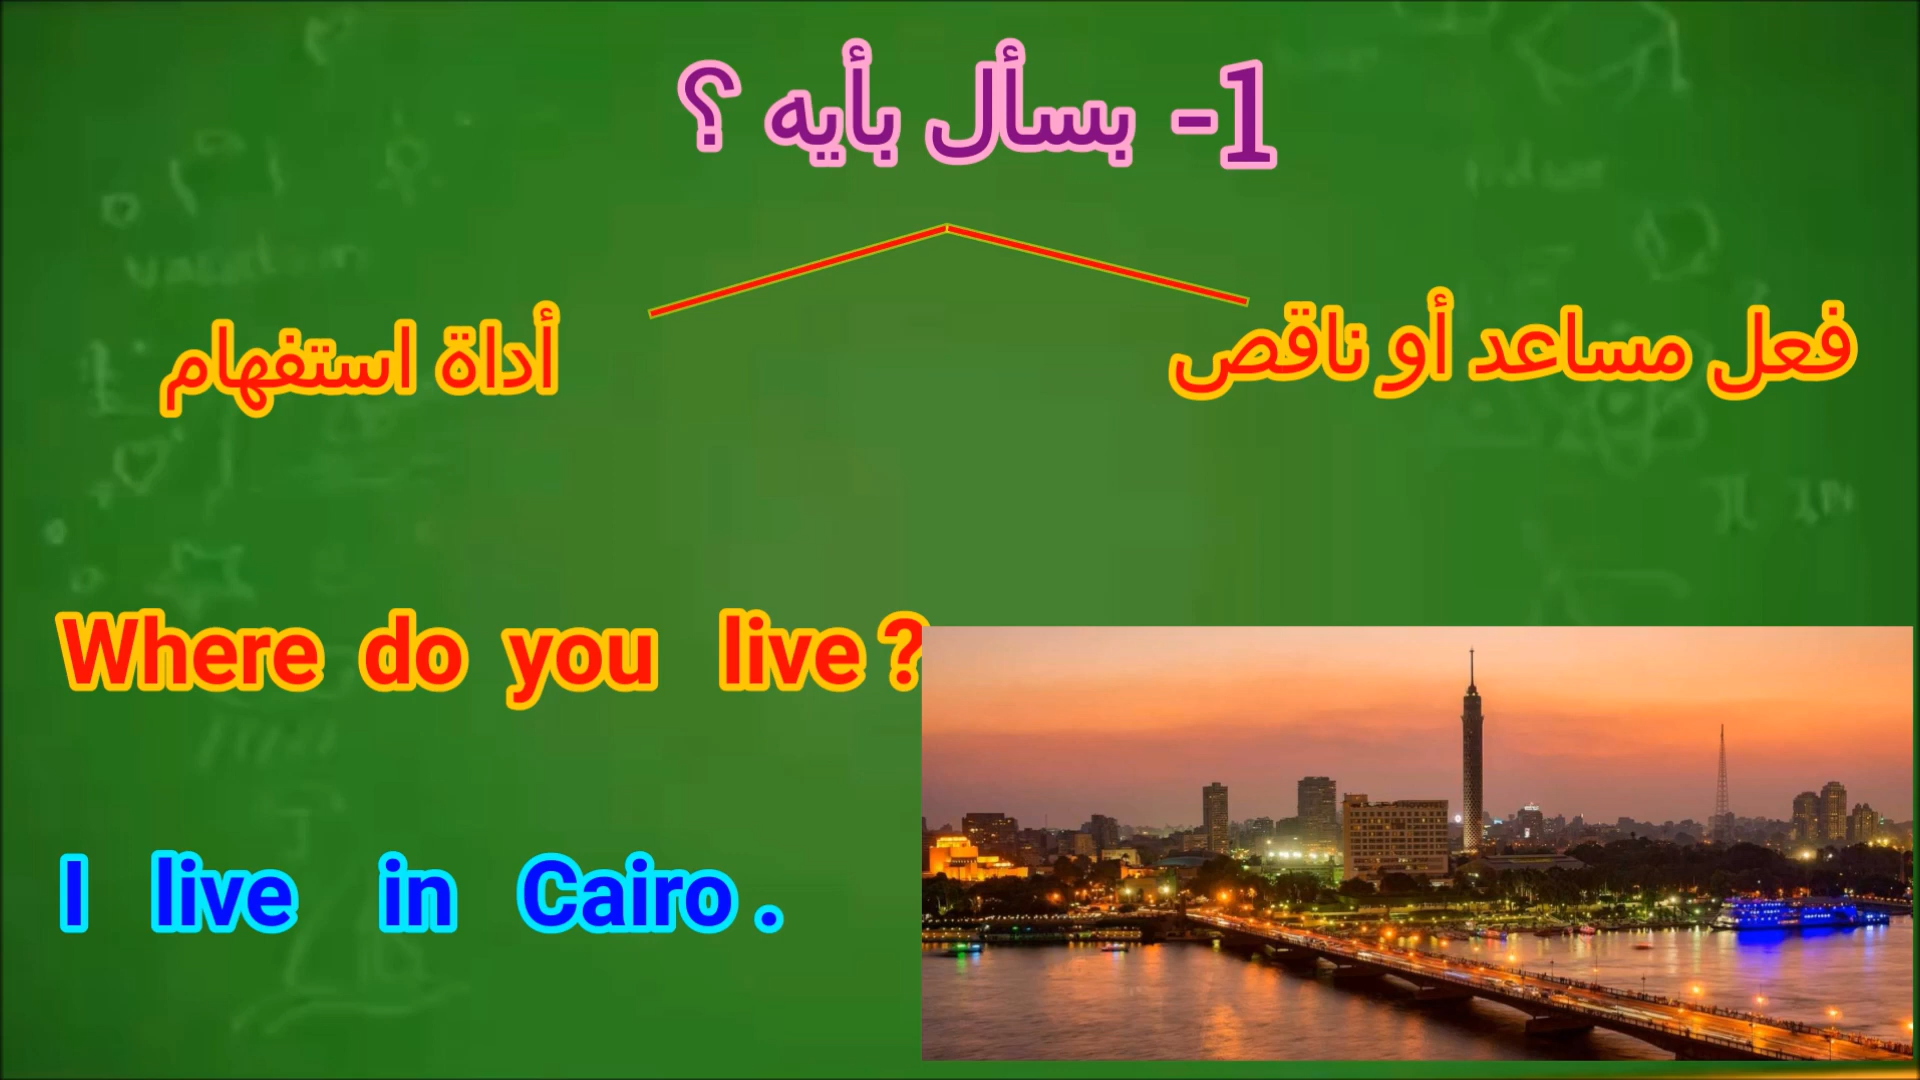 1- بسأل بأيه ؟
فعل مساعد أو ناقص
أداة استفهام
Where do you live ?
I live in Cairo .